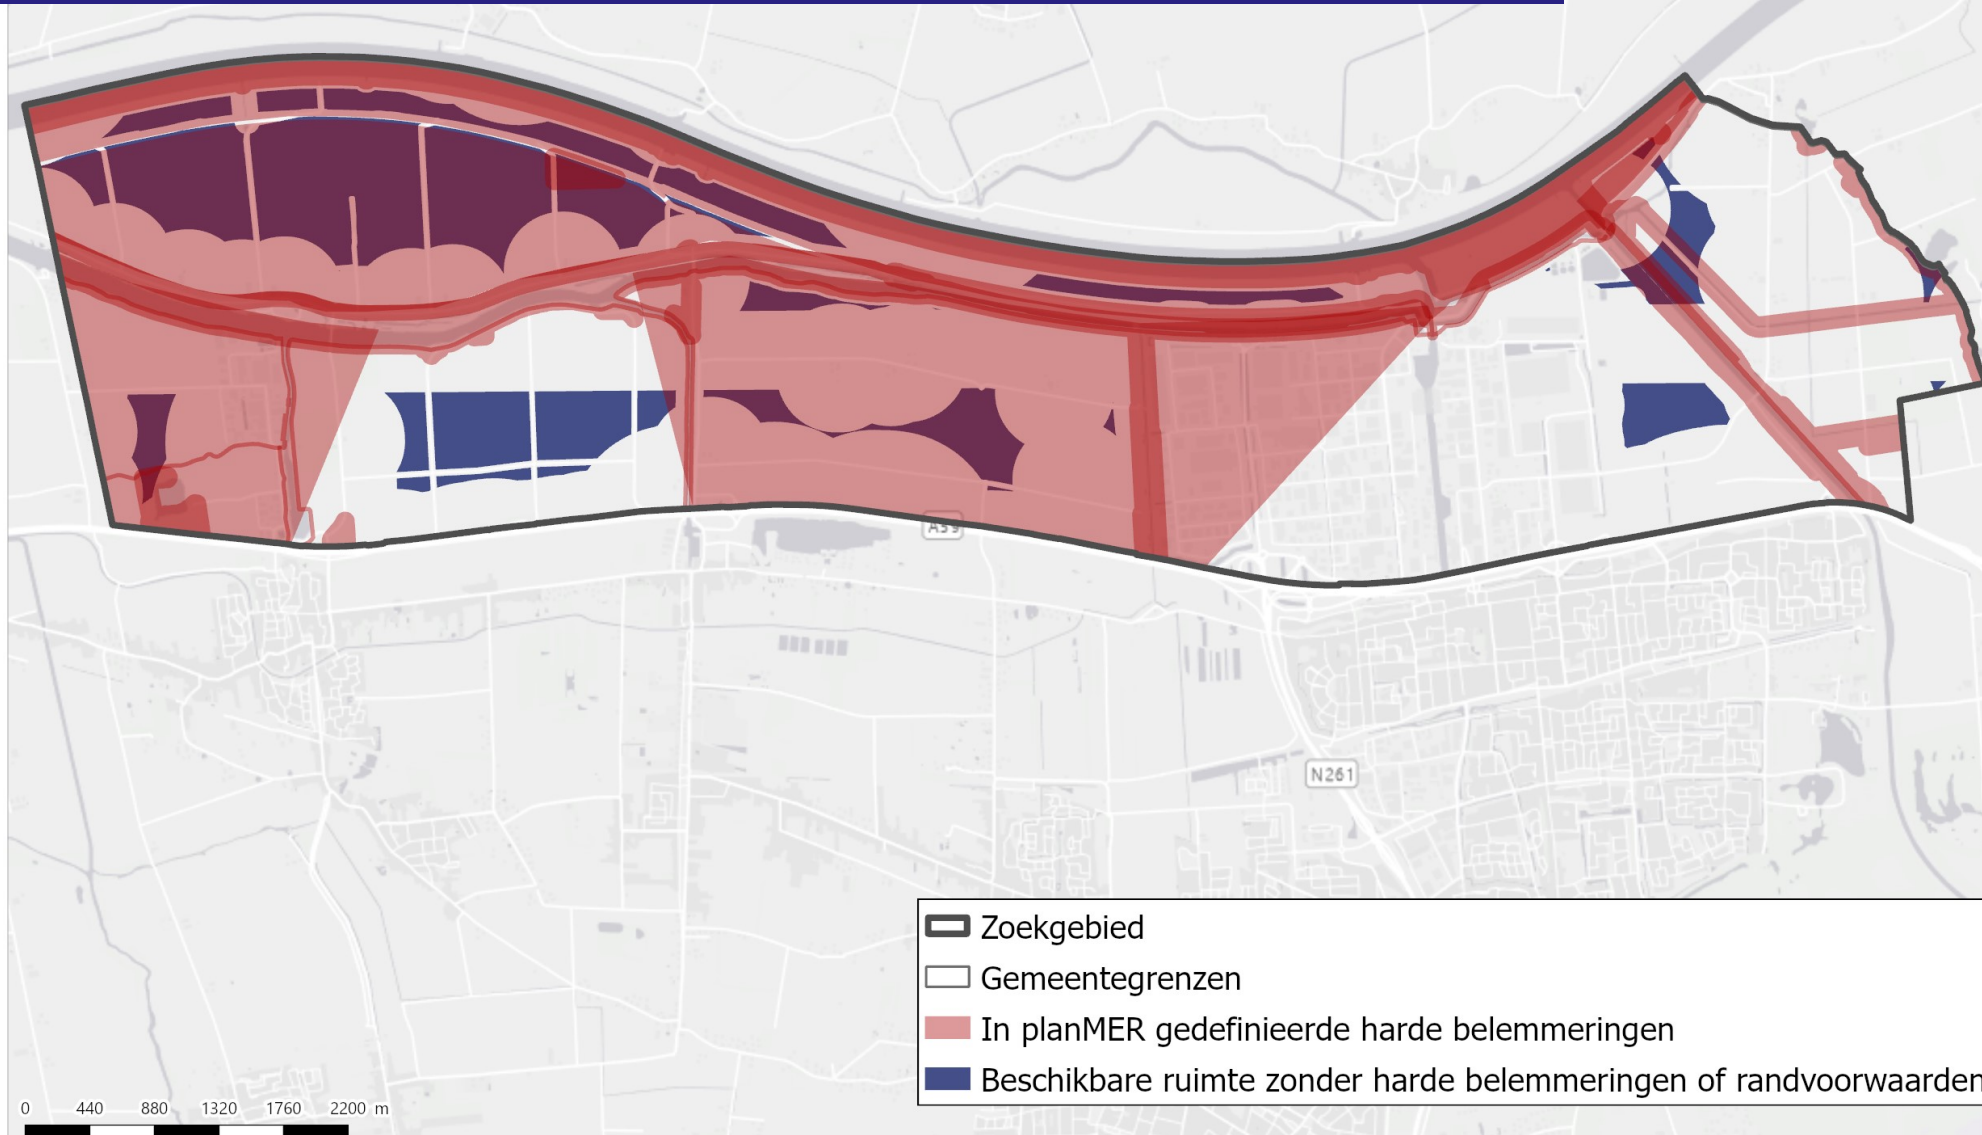 A59
N261
Zoekgebied
Gemeentegrenzen
In planMER gedefinieerde harde belemmeringen
Beschikbare ruimte zonder harde belemmeringen of randvoorwaarden
0 440 880 1320 1760 2200 m